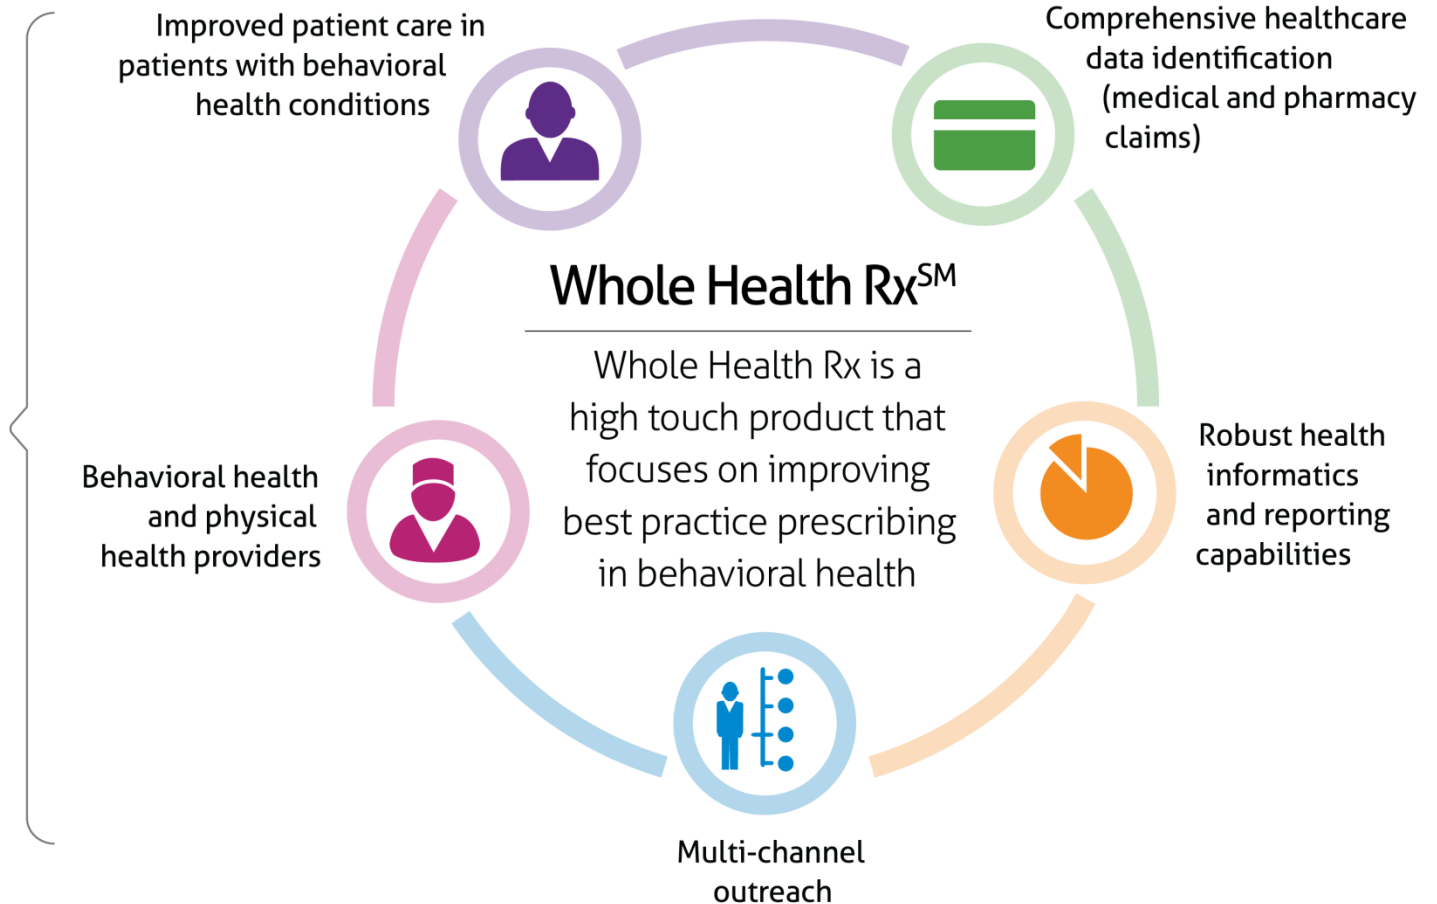 Improved patient care in
patients with behavioral
health conditions
Comprehensive healthcare
data identification
(medical and pharmacy
claims)
Whole Health Rx℠
Whole Health Rx is a
high touch product that
focuses on improving
best practice prescribing
in behavioral health
Behavioral health
and physical
health providers
Robust health
informatics
and reporting
capabilities
Multi-channel
outreach